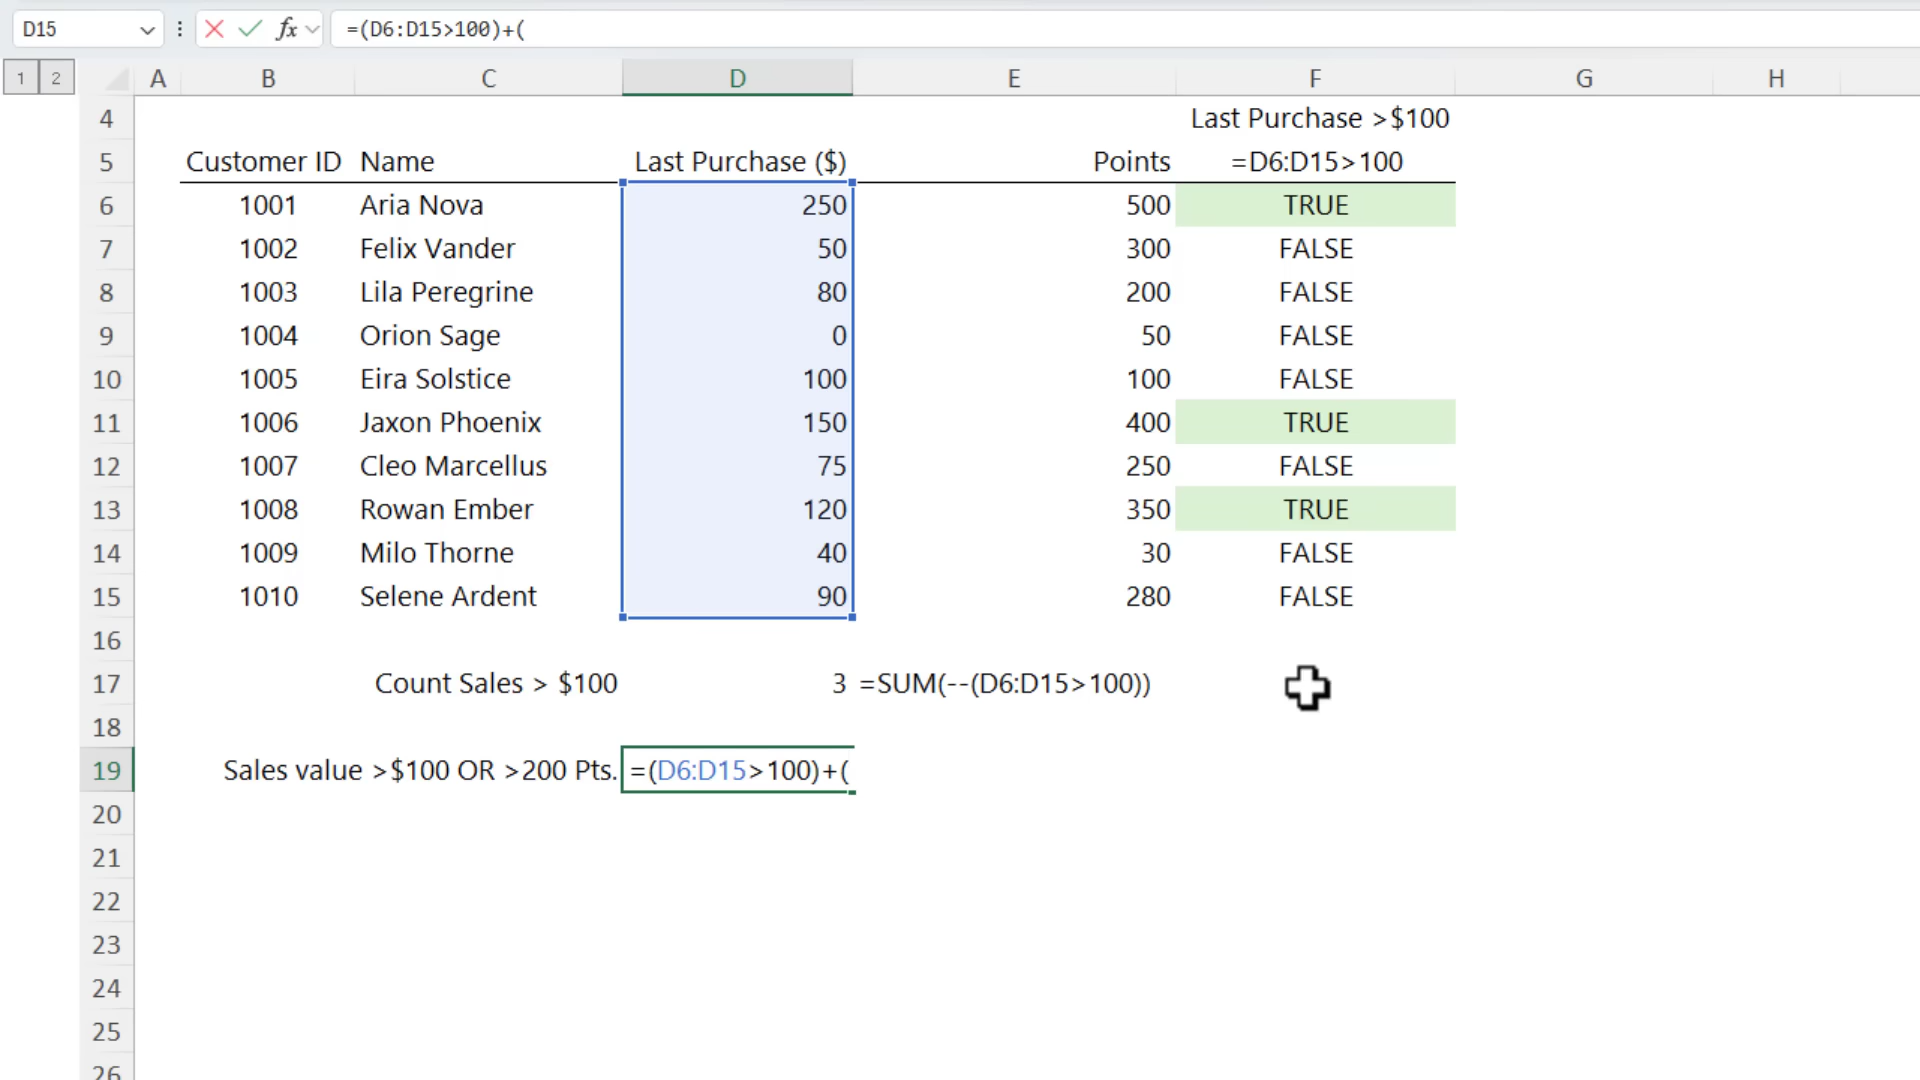 D15 fx =(D6:D15>100)+(
1 2 A B C D E F G H
4 Last Purchase >$100
5 Customer ID Name Last Purchase ($) Points =D6:D15>100
6 1001 Aria Nova 250 500 TRUE
7 1002 Felix Vander 50 300 FALSE
8 1003 Lila Peregrine 80 200 FALSE
9 1004 Orion Sage 0 50 FALSE
10 1005 Eira Solstice 100 100 FALSE
11 1006 Jaxon Phoenix 150 400 TRUE
12 1007 Cleo Marcellus 75 250 FALSE
13 1008 Rowan Ember 120 350 TRUE
14 1009 Milo Thorne 40 30 FALSE
15 1010 Selene Ardent 90 280 FALSE
16
17 Count Sales > $100 3 =SUM(--(D6:D15>100))
18
19 Sales value >$100 OR >200 Pts. =(D6:D15>100)+(
20
21
22
23
24
25
26